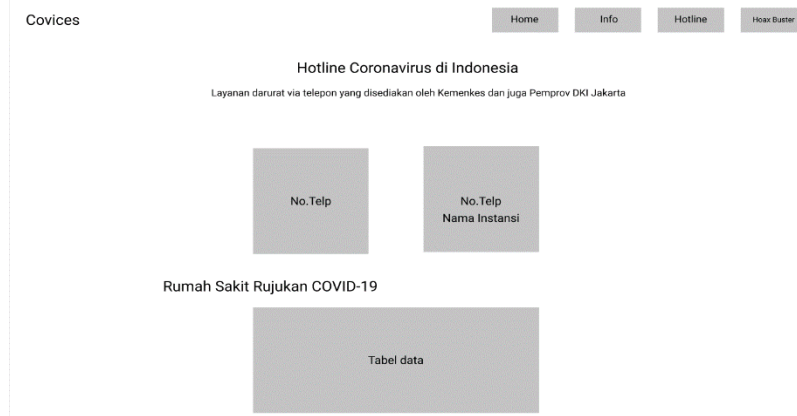 Covices
Home
Info
Hotline
Hoax Buster
Hotline Coronavirus di Indonesia
Layanan darurat via telepon yang disediakan oleh Kemenkes dan juga Pemprov DKI Jakarta
No.Telp
No.Telp
Nama Instansi
Rumah Sakit Rujukan COVID-19
Tabel data